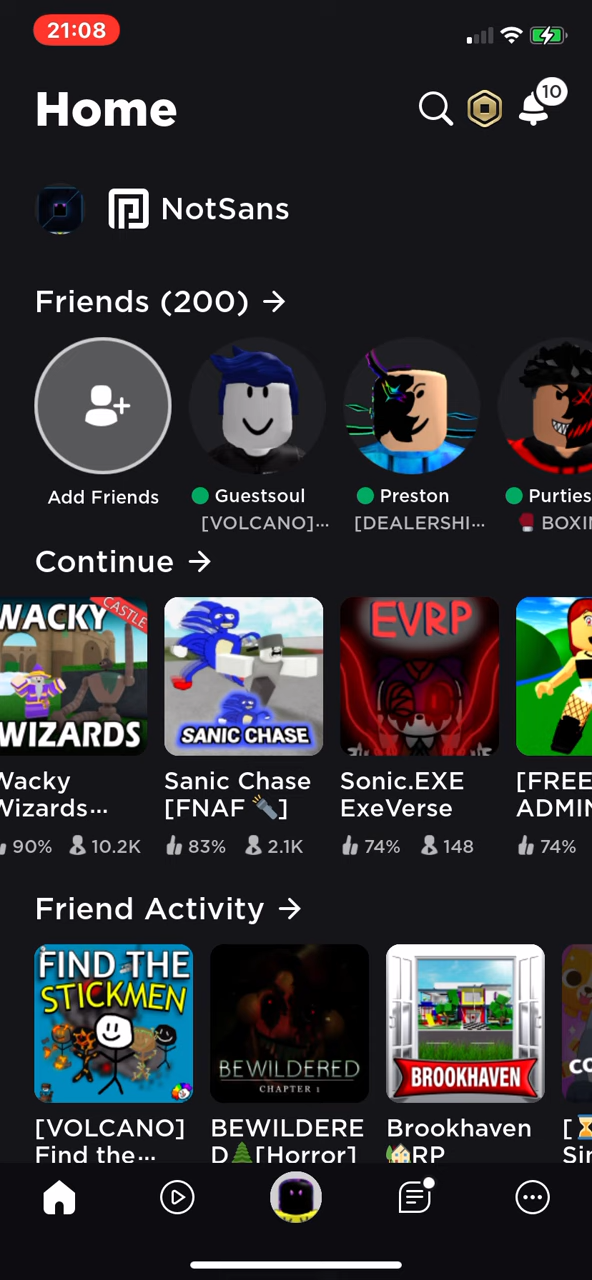 21:08
Home
10
NotSans
Friends (200) →
Add Friends
Guestsoul
Preston
Purties
[VOLCANO]...
[DEALERSHI...
🥊 BOXI
Continue →
WACKY
CASTLE
WIZARDS
SANIC CHASE
EVRP
Wacky
Wizards...
Sanic Chase
[FNAF 🔦]
Sonic.EXE
ExeVerse
[FREE
ADMIN
90% 10.2K
83% 2.1K
74% 148
74%
Friend Activity →
FIND THE
STICKMEN
BEWILDERED
CHAPTER 1
BROOKHAVEN
[VOLCANO]
Find the...
BEWILDERE
D🌲[Horror]
Brookhaven
🏡RP
[⏳
Sir